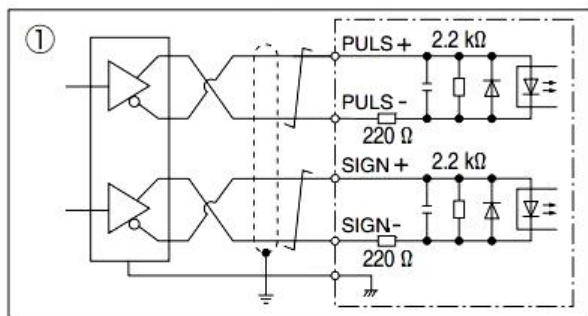 ①
PULS+ 2.2 kΩ
PULS-
220 Ω
SIGN+ 2.2 kΩ
SIGN-
220 Ω